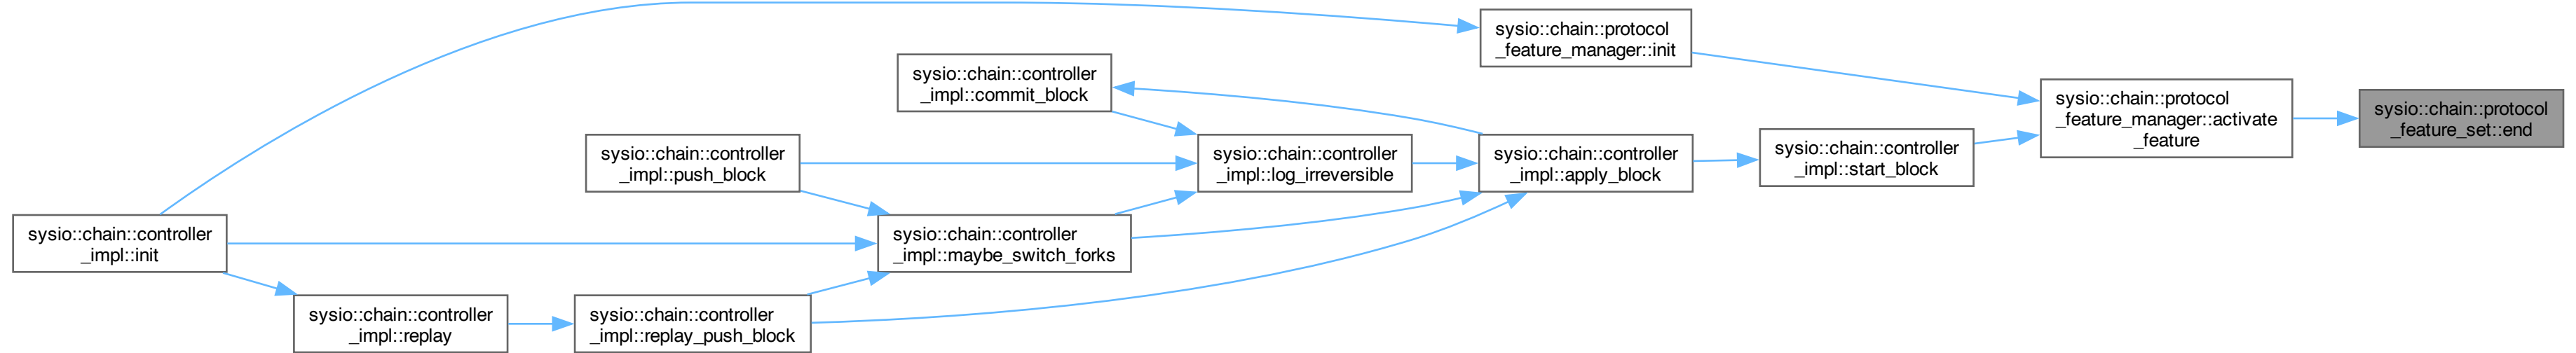 sysio::chain::protocol
_feature_manager::init
sysio::chain::controller
_impl::commit_block
sysio::chain::protocol
_feature_manager::activate
_feature
sysio::chain::protocol
_feature_set::end
sysio::chain::controller
_impl::push_block
sysio::chain::controller
_impl::log_irreversible
sysio::chain::controller
_impl::apply_block
sysio::chain::controller
_impl::start_block
sysio::chain::controller
_impl::init
sysio::chain::controller
_impl::maybe_switch_forks
sysio::chain::controller
_impl::replay
sysio::chain::controller
_impl::replay_push_block